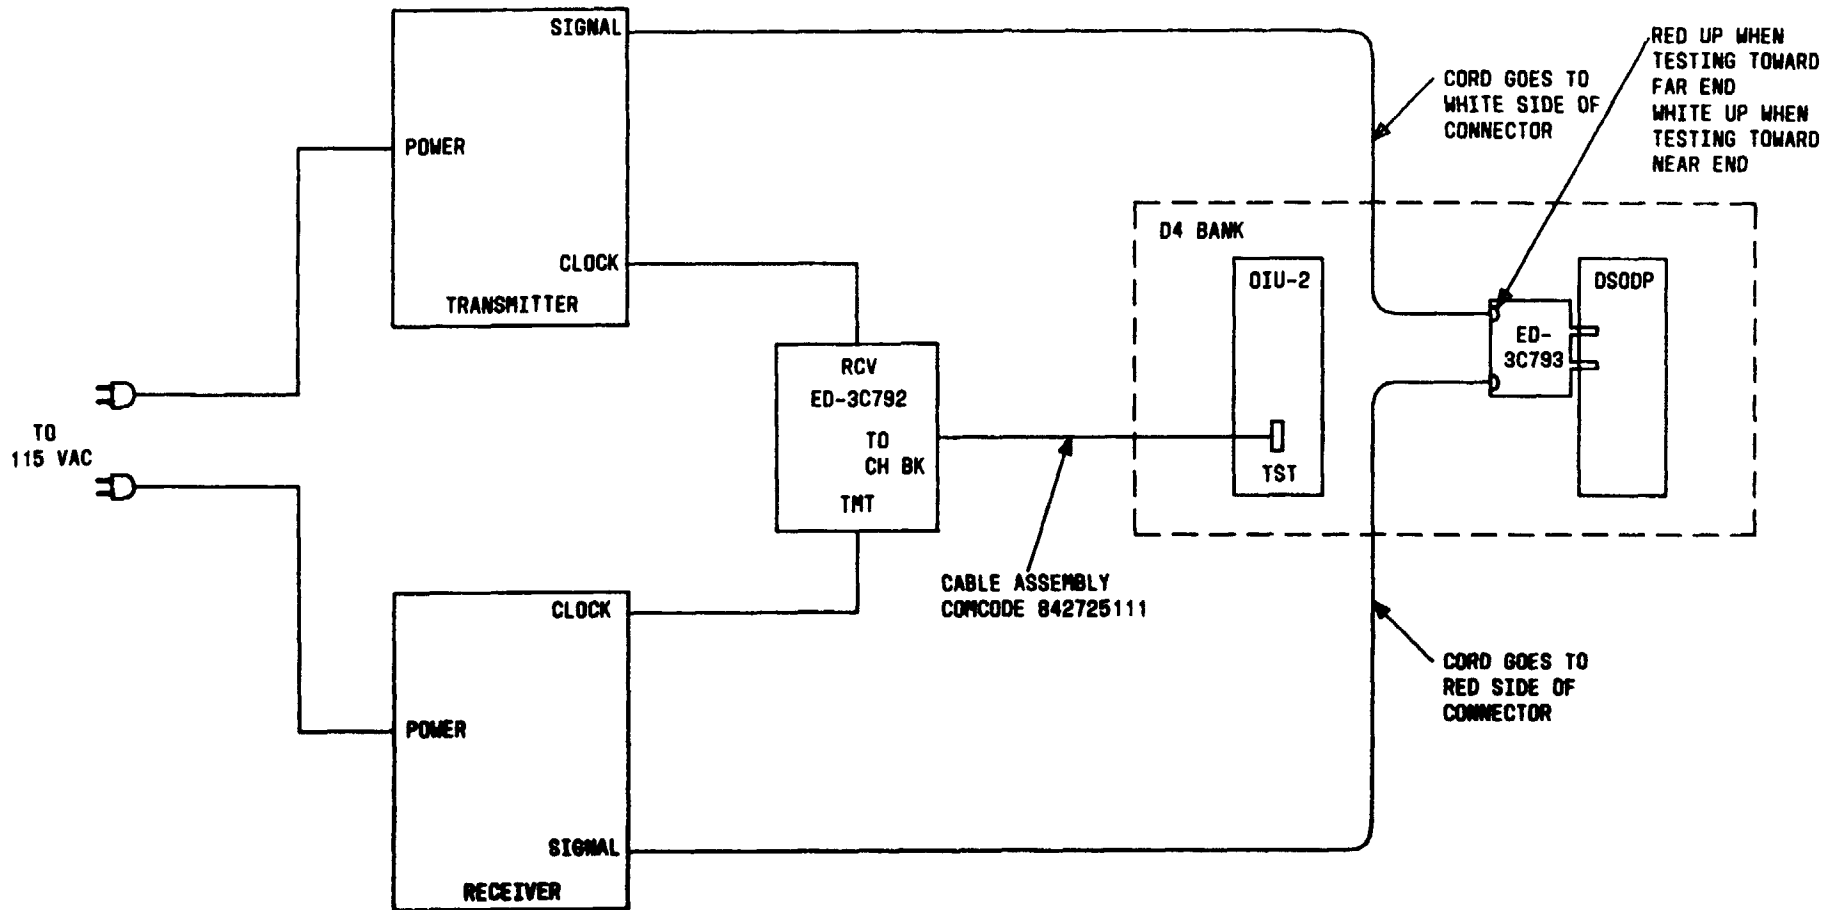 SIGNAL
POWER
CLOCK
TRANSMITTER
CORD GOES TO
WHITE SIDE OF
CONNECTOR
RED UP WHEN
TESTING TOWARD
FAR END
WHITE UP WHEN
TESTING TOWARD
NEAR END
D4 BANK
OIU-2
TST
ED-
3C793
DSODP
RCV
ED-3C792
TO
CH BK
TMT
TO
115 VAC
CABLE ASSEMBLY
COMCODE 842725111
CLOCK
POWER
SIGNAL
RECEIVER
CORD GOES TO
RED SIDE OF
CONNECTOR